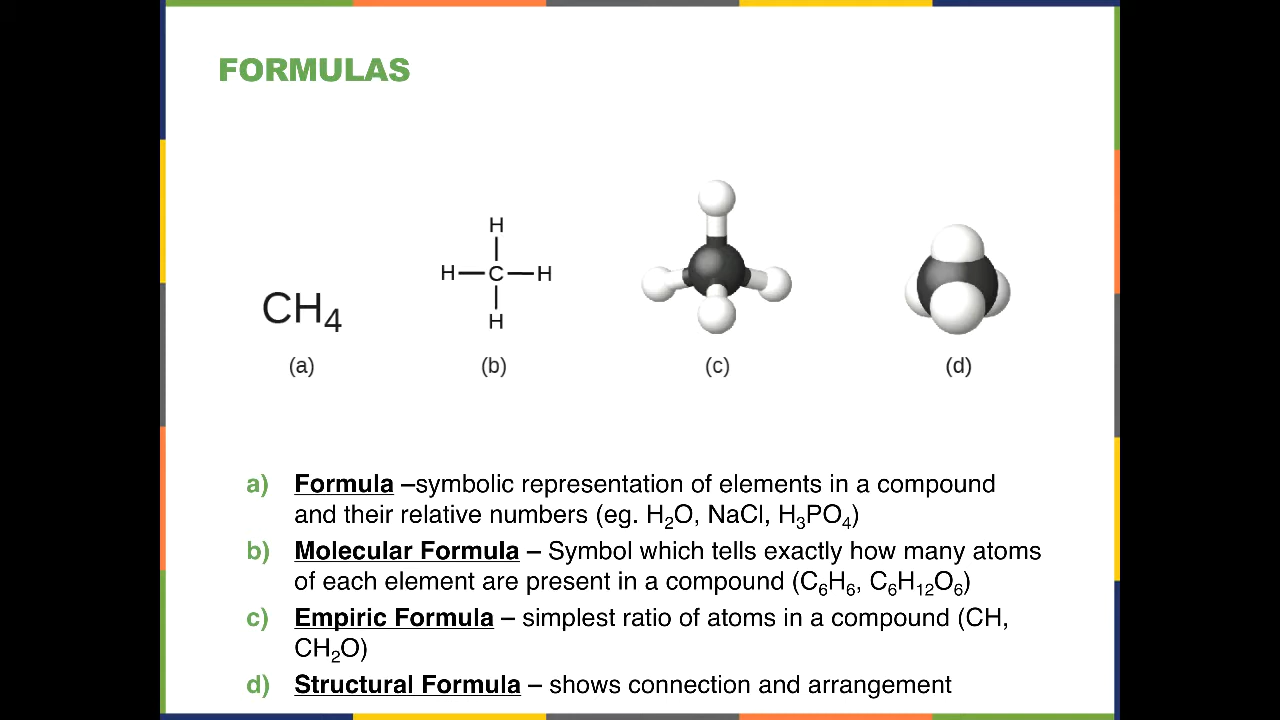 FORMULAS
CH₄
H
H—C—H
H
(a) (b) (c) (d)
a) Formula –symbolic representation of elements in a compound
and their relative numbers (eg. H₂O, NaCl, H₃PO₄)
b) Molecular Formula – Symbol which tells exactly how many atoms
of each element are present in a compound (C₆H₆, C₆H₁₂O₆)
c) Empiric Formula – simplest ratio of atoms in a compound (CH,
CH₂O)
d) Structural Formula – shows connection and arrangement